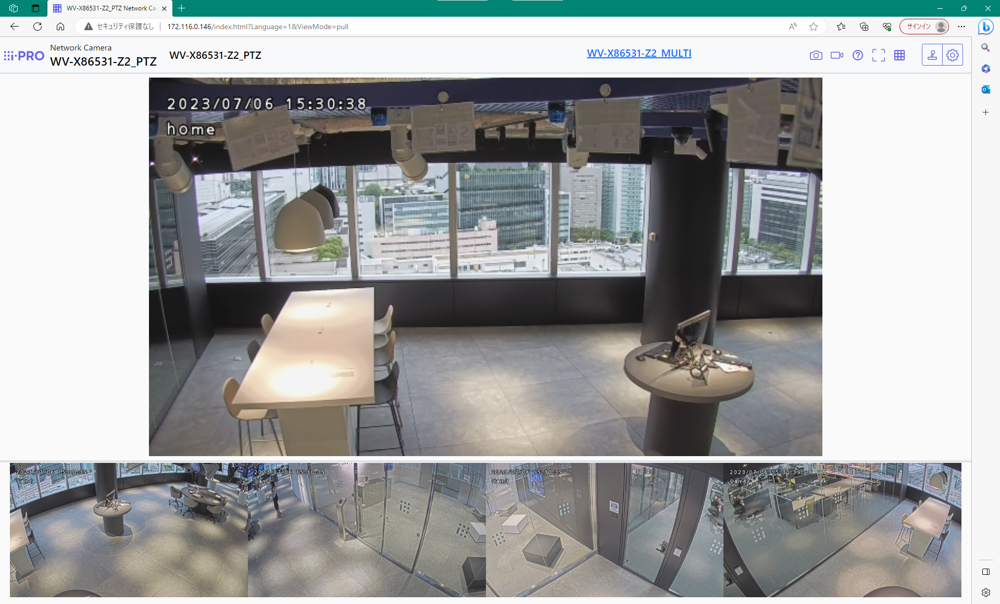 WV-X86531-Z2_PTZ Network Ca
セキュリティ保護なし
172.116.0.146/index.html?Language=1&ViewMode=pull
サインイン
i-PRO
Network Camera
WV-X86531-Z2_PTZ
WV-X86531-Z2_PTZ
WV-X86531-Z2_MULTI
2023/07/06 15:30:38
home
2023/07/06 15:30:39
Cam1
2023/07/06 15:30:39
Cam2
2023/07/06 15:30:39
Cam3
2023/07/06 15:30:39
Cam4